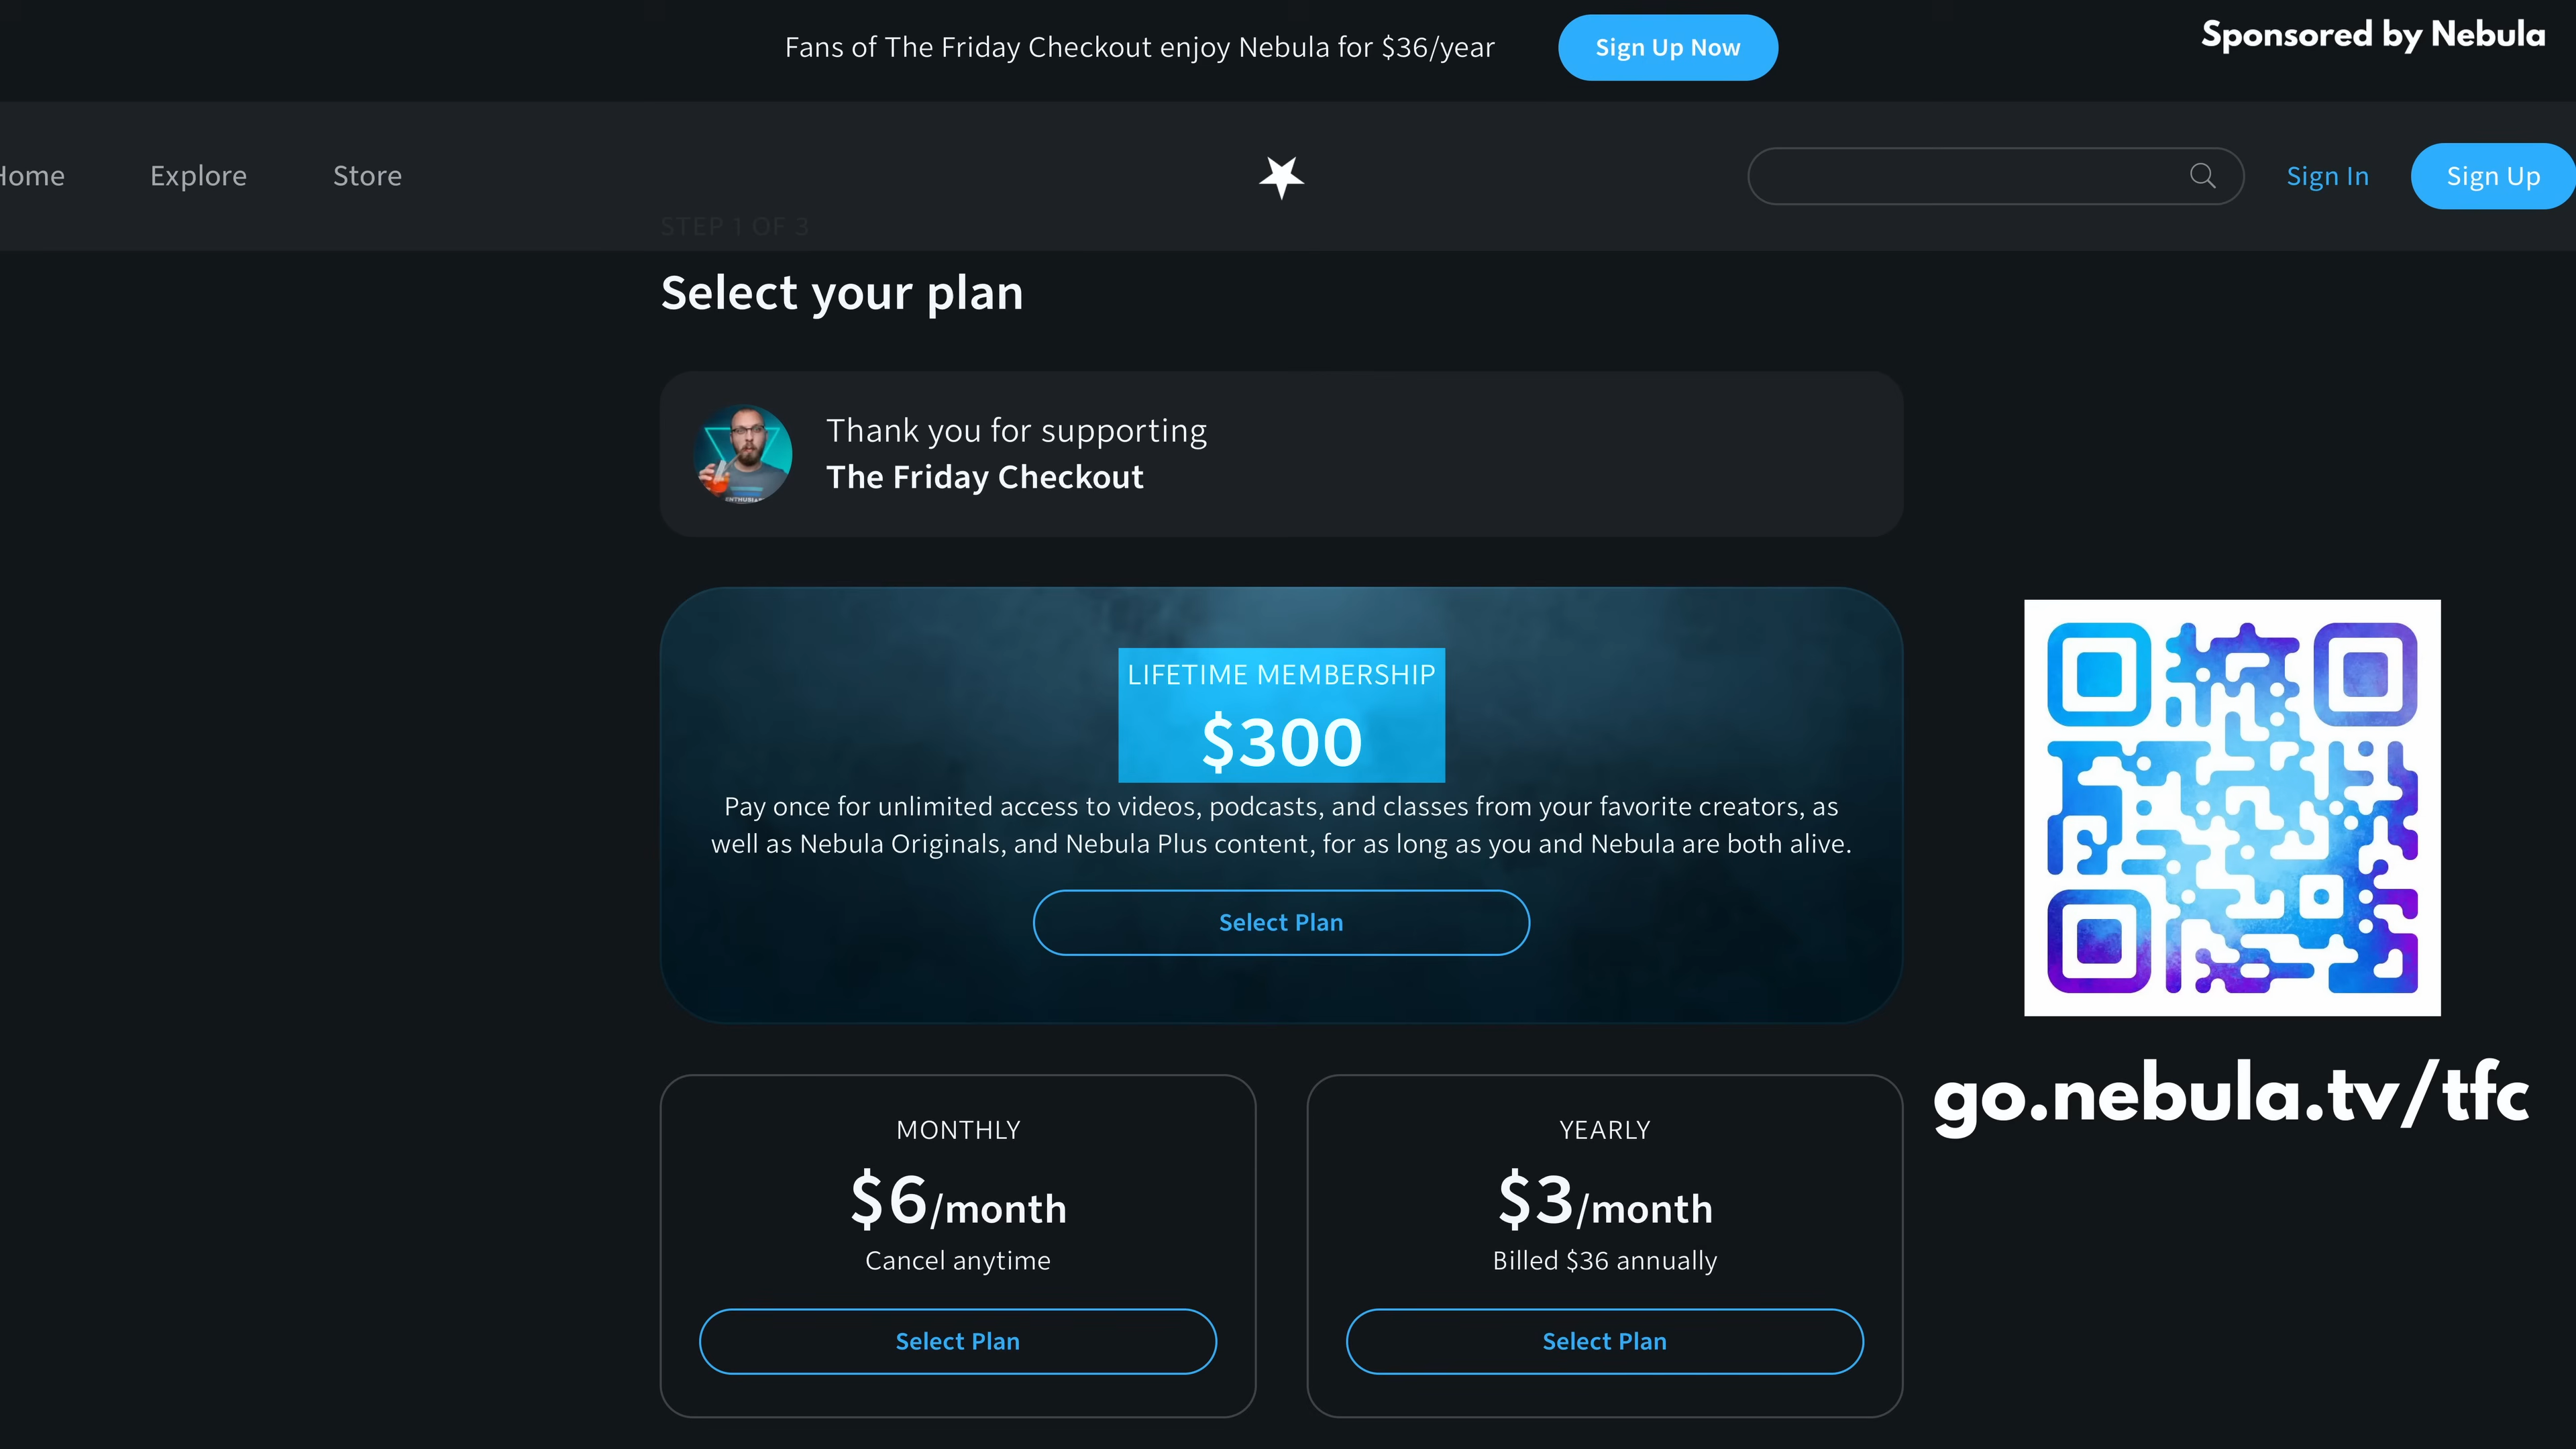 Fans of The Friday Checkout enjoy Nebula for $36/year
Sign Up Now
Sponsored by Nebula
Home
Explore
Store
Sign In
Sign Up
STEP 1 OF 3
Select your plan
Thank you for supporting
The Friday Checkout
LIFETIME MEMBERSHIP
$300
Pay once for unlimited access to videos, podcasts, and classes from your favorite creators, as
well as Nebula Originals, and Nebula Plus content, for as long as you and Nebula are both alive.
Select Plan
go.nebula.tv/tfc
MONTHLY
$6/month
Cancel anytime
Select Plan
YEARLY
$3/month
Billed $36 annually
Select Plan